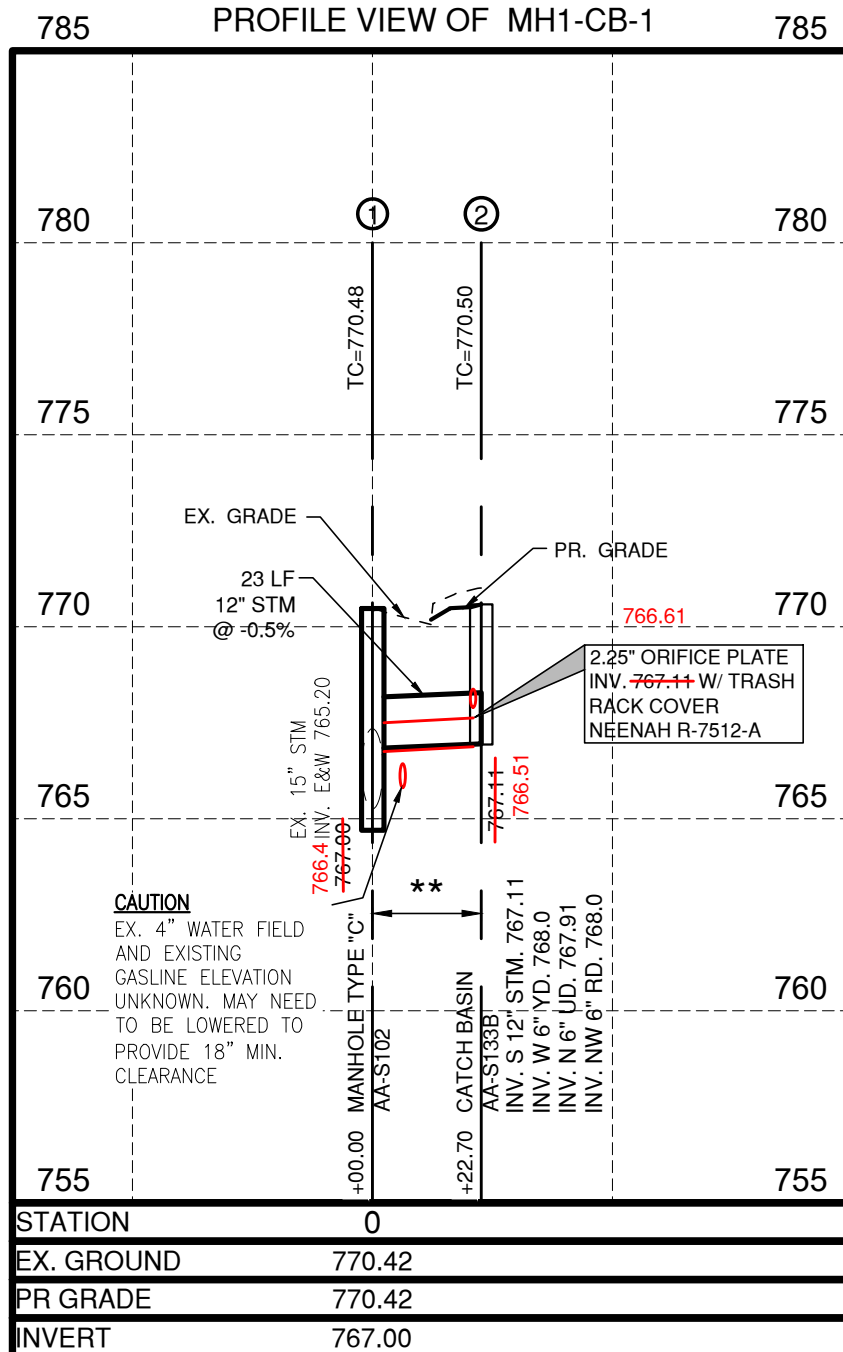 PROFILE VIEW OF MH1-CB-1
785 785
780 780
1 2
TC=770.48
TC=770.50
775 775
EX. GRADE
PR. GRADE
23 LF
12" STM
@ -0.5%
770 770
766.61
2.25" ORIFICE PLATE
INV. 767.11 W/ TRASH
RACK COVER
NEENAH R-7512-A
EX. 15" STM
INV. E&W 765.20
765 765
766.4
767.00
767.11
766.51
**
CAUTION
EX. 4" WATER FIELD
AND EXISTING
GASLINE ELEVATION
UNKNOWN. MAY NEED
TO BE LOWERED TO
PROVIDE 18" MIN.
CLEARANCE
760 760
+00.00 MANHOLE TYPE "C"
AA-S102
+22.70 CATCH BASIN
AA-S133B
INV. S 12" STM. 767.11
INV. W 6" YD. 768.0
INV. N 6" UD. 767.91
INV. NW 6" RD. 768.0
755 755
STATION 0
EX. GROUND 770.42
PR GRADE 770.42
INVERT 767.00